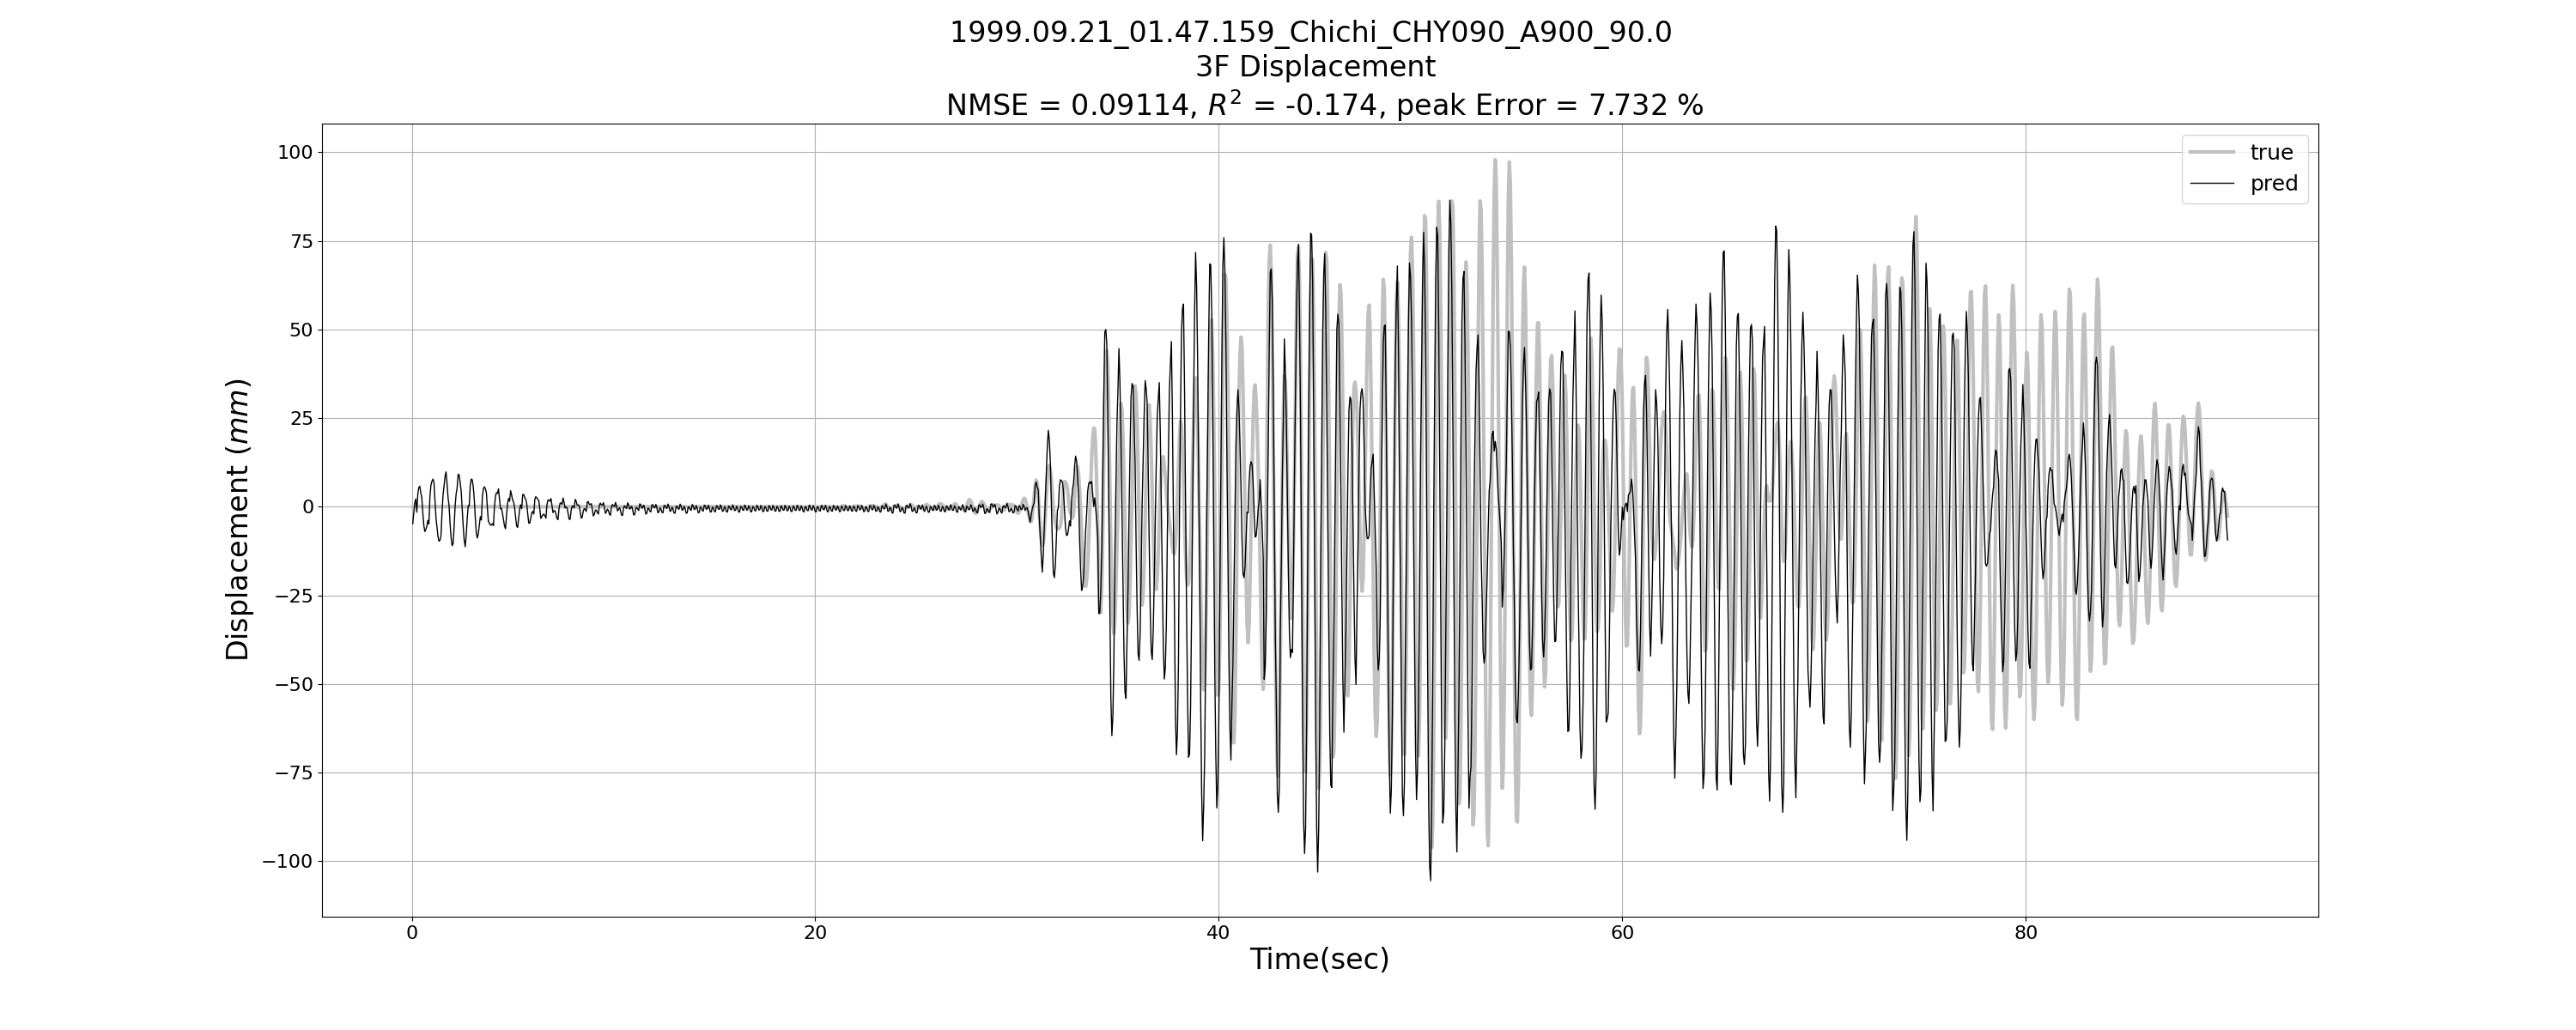 1999.09.21_01.47.159_Chichi_CHY090_A900_90.0
3F Displacement
NMSE = 0.09114, R² = -0.174, peak Error = 7.732 %
true
pred
Displacement (mm)
100
75
50
25
0
−25
−50
−75
−100
0
20
40
60
80
Time(sec)